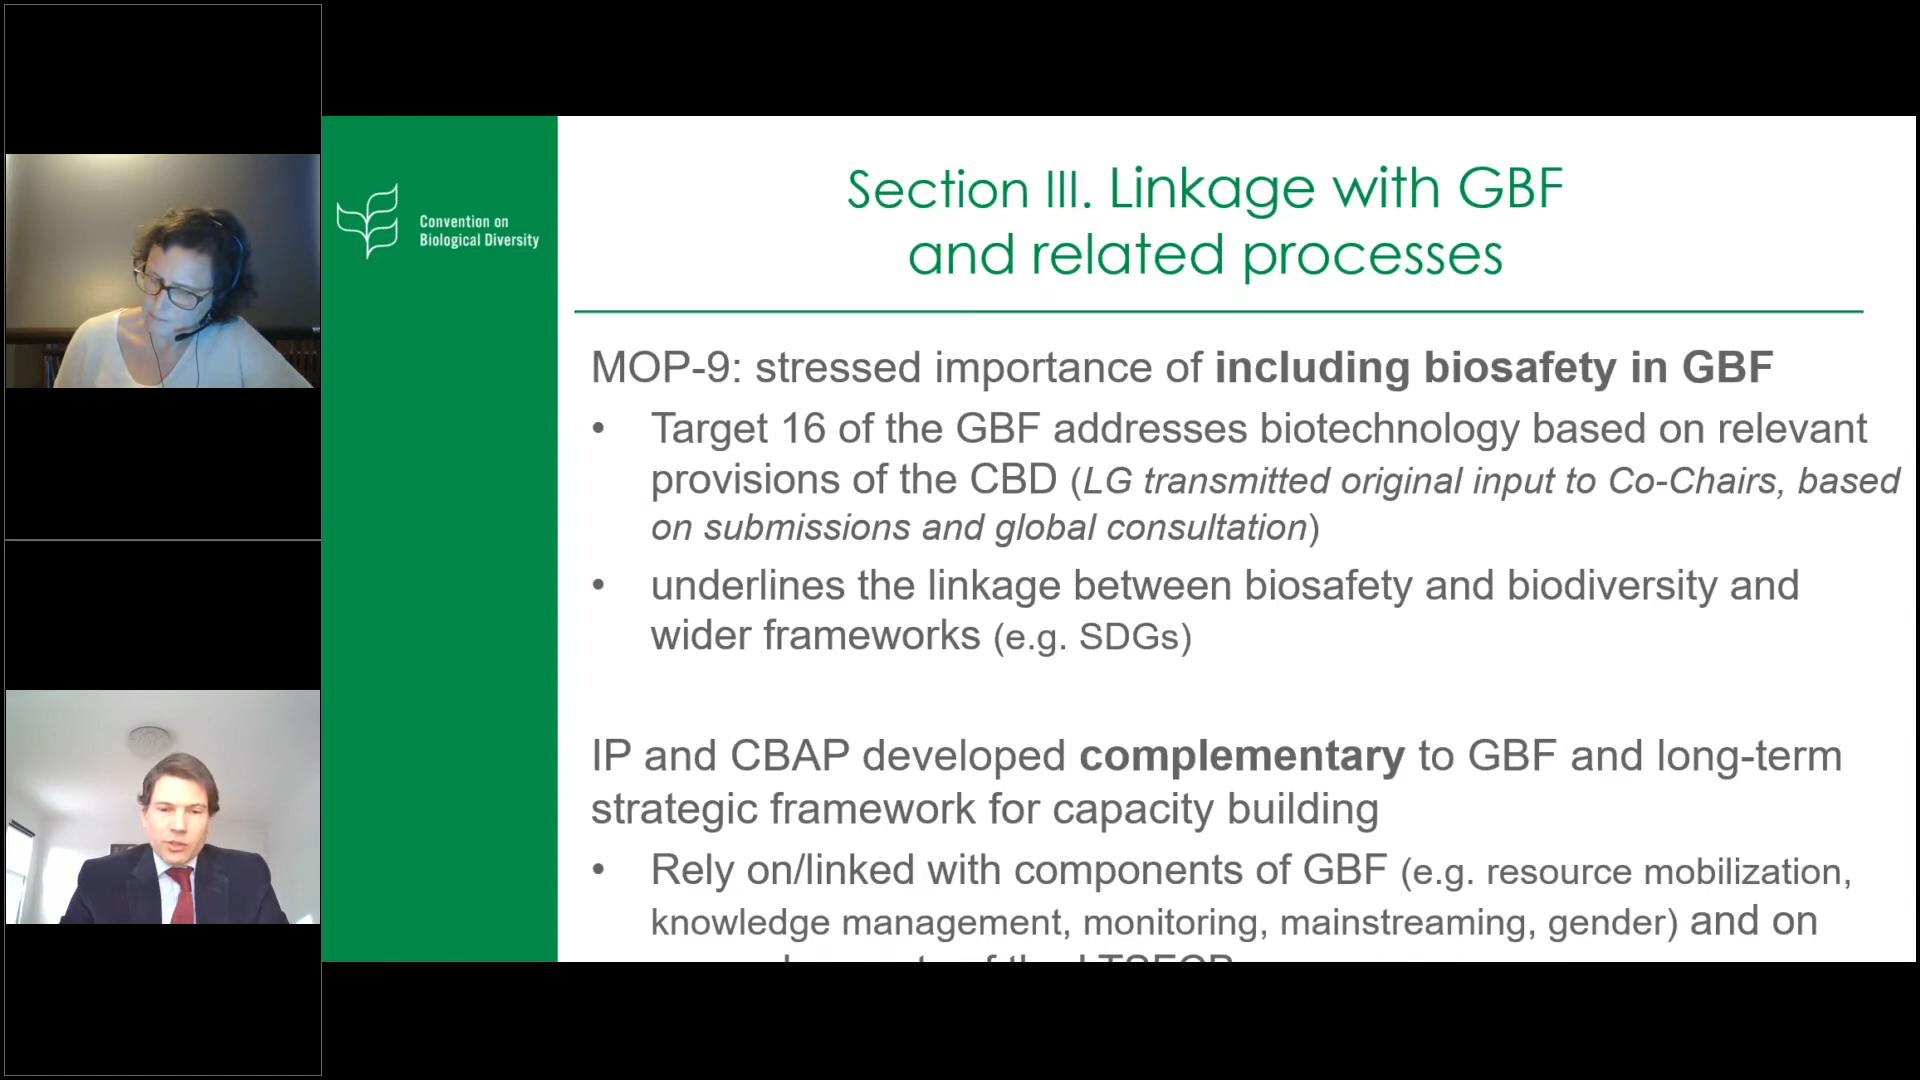 Convention on
Biological Diversity
Section III. Linkage with GBF
and related processes
MOP-9: stressed importance of including biosafety in GBF
• Target 16 of the GBF addresses biotechnology based on relevant
provisions of the CBD (LG transmitted original input to Co-Chairs, based
on submissions and global consultation)
• underlines the linkage between biosafety and biodiversity and
wider frameworks (e.g. SDGs)
IP and CBAP developed complementary to GBF and long-term
strategic framework for capacity building
• Rely on/linked with components of GBF (e.g. resource mobilization,
knowledge management, monitoring, mainstreaming, gender) and on